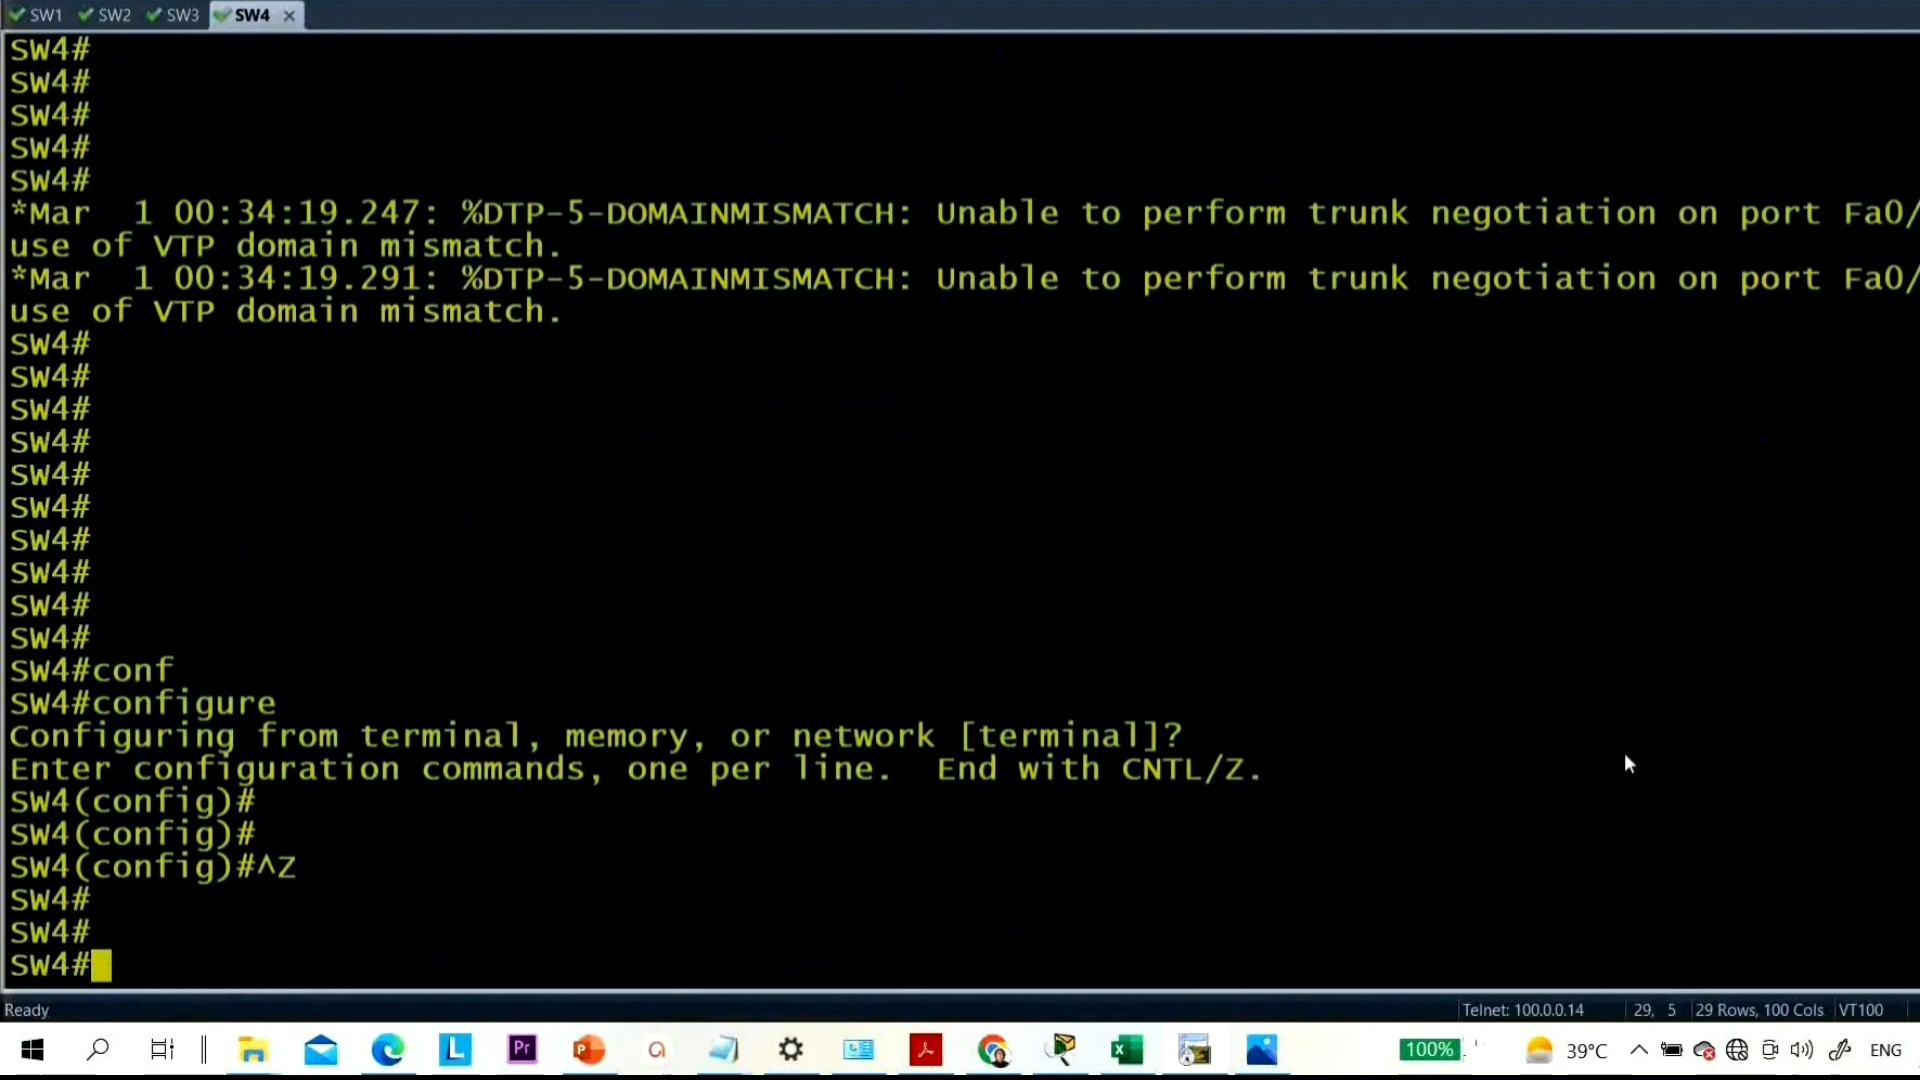 SW1 SW2 SW3 SW4
SW4#
SW4#
SW4#
SW4#
SW4#
*Mar  1 00:34:19.247: %DTP-5-DOMAINMISMATCH: Unable to perform trunk negotiation on port Fa0/
use of VTP domain mismatch.
*Mar  1 00:34:19.291: %DTP-5-DOMAINMISMATCH: Unable to perform trunk negotiation on port Fa0/
use of VTP domain mismatch.
SW4#
SW4#
SW4#
SW4#
SW4#
SW4#
SW4#
SW4#
SW4#
SW4#
SW4#conf
SW4#configure
Configuring from terminal, memory, or network [terminal]?
Enter configuration commands, one per line.  End with CNTL/Z.
SW4(config)#
SW4(config)#
SW4(config)#^Z
SW4#
SW4#
SW4#
Ready Telnet: 100.0.0.14 29, 5 29 Rows, 100 Cols VT100
L Pr P a X 100% 39°C ENG